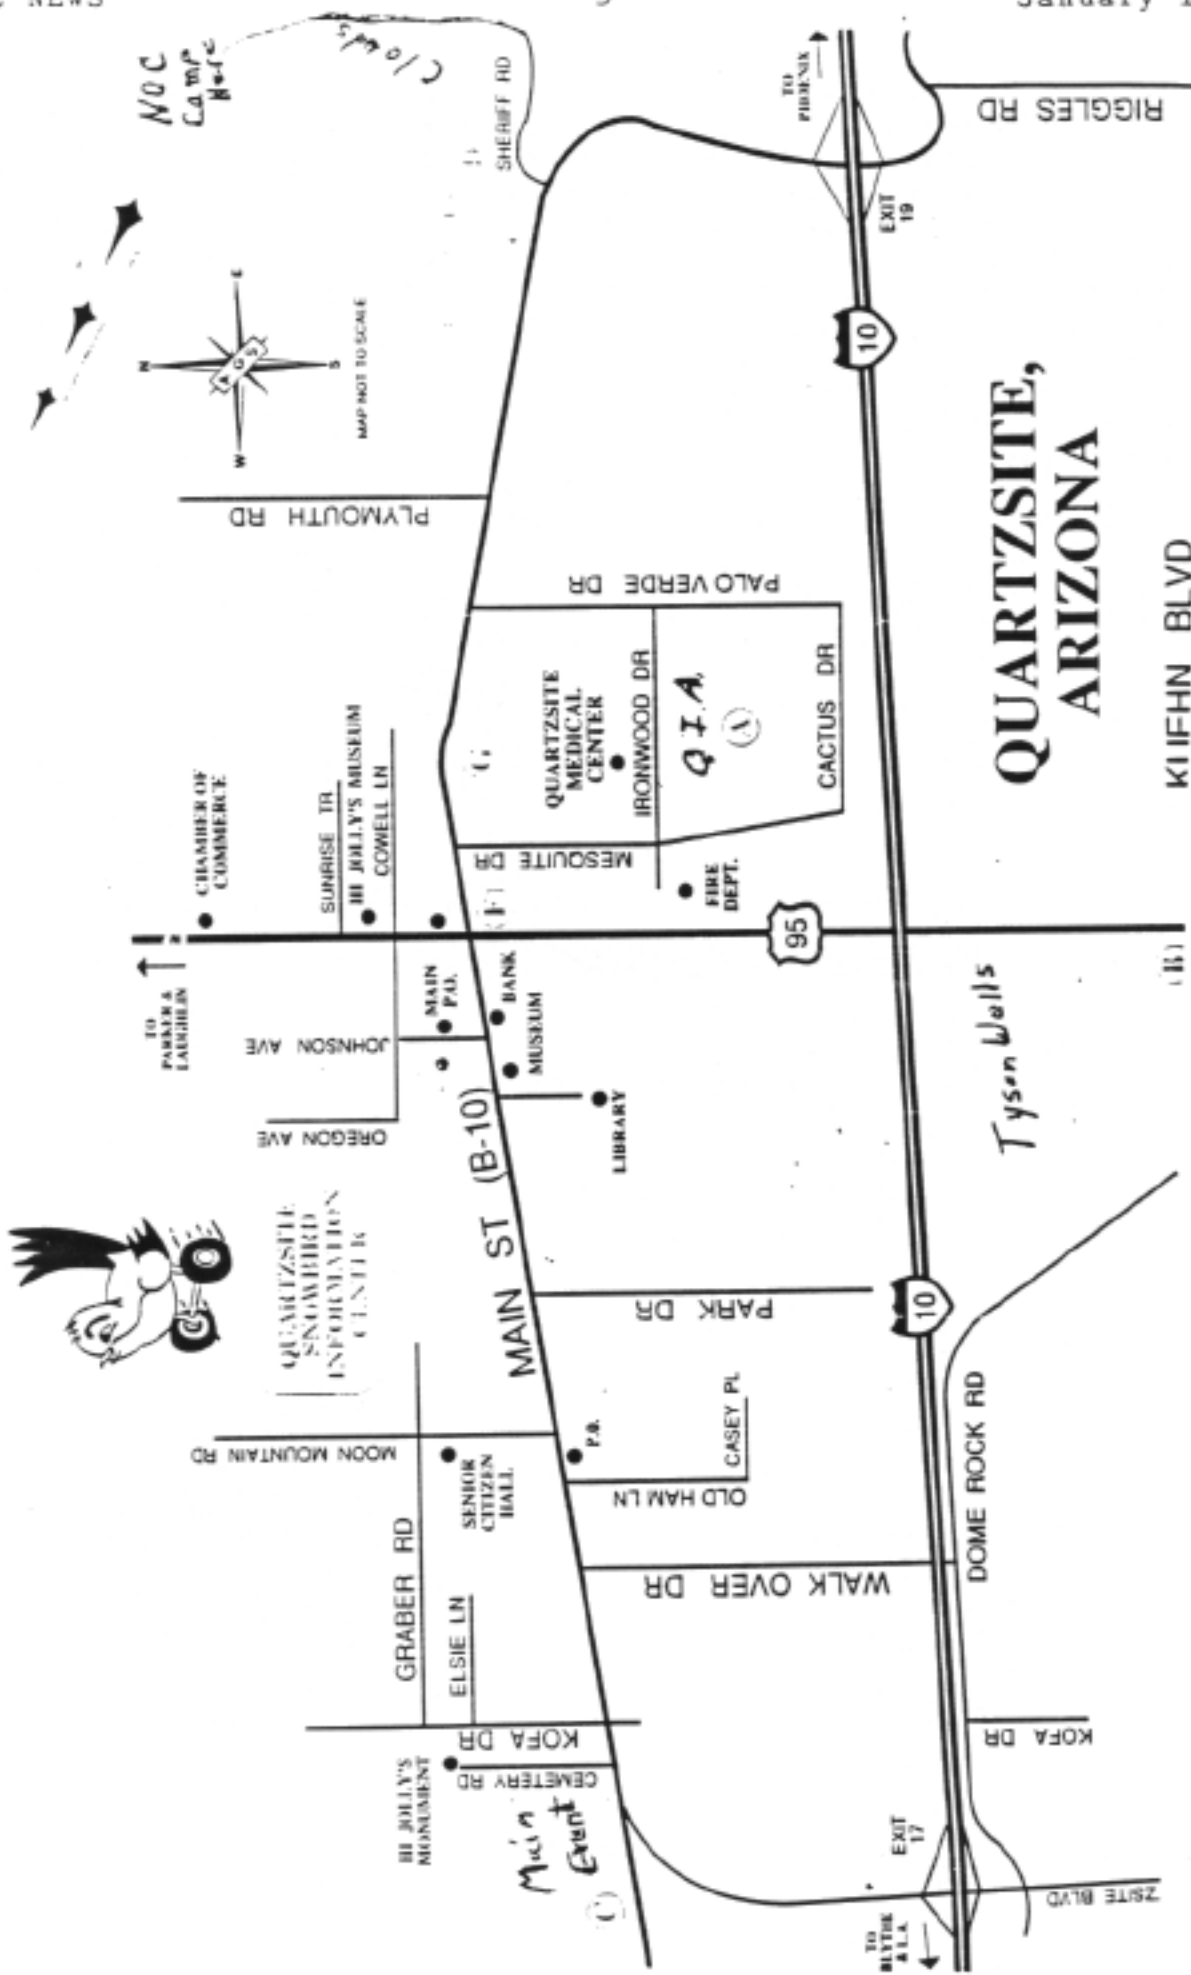 NEWS
January
NOC
Camp
Here
Clouds
SHERIFF RD
TO
PHOENIX
RIGGLES RD
EXIT
19
N
E
S
W
A G S
MAP NOT TO SCALE
10
PLYMOUTH RD
QUARTZSITE,
ARIZONA
PALO VERDE DR
QUARTZSITE
MEDICAL
CENTER
IRONWOOD DR
Q.I.A.
(A)
CACTUS DR
MESQUITE DR
FIRE
DEPT.
CHAMBER OF
COMMERCE
SUNRISE TR
HI JOLLY'S MUSEUM
COWELL LN
95
TO
PARKER &
LAUGHLIN
MAIN
P.O.
BANK
MUSEUM
JOHNSON AVE
OREGON AVE
LIBRARY
Tyson Wells
(B)
BLVD
QUARTZSITE
SNOWBIRD
INFORMATION
CENTER
MAIN ST (B-10)
PARK DR
10
MOON MOUNTAIN RD
SENIOR
CITIZEN
HALL
P.O.
CASEY PL
OLD HAM LN
DOME ROCK RD
WALK OVER DR
GRABER RD
ELSIE LN
KOFA DR
KOFA DR
HI JOLLY'S
MONUMENT
CEMETERY RD
Main
Event
(C)
EXIT
17
ZSITE BLVD
TO
BLYTHE
& L.A.